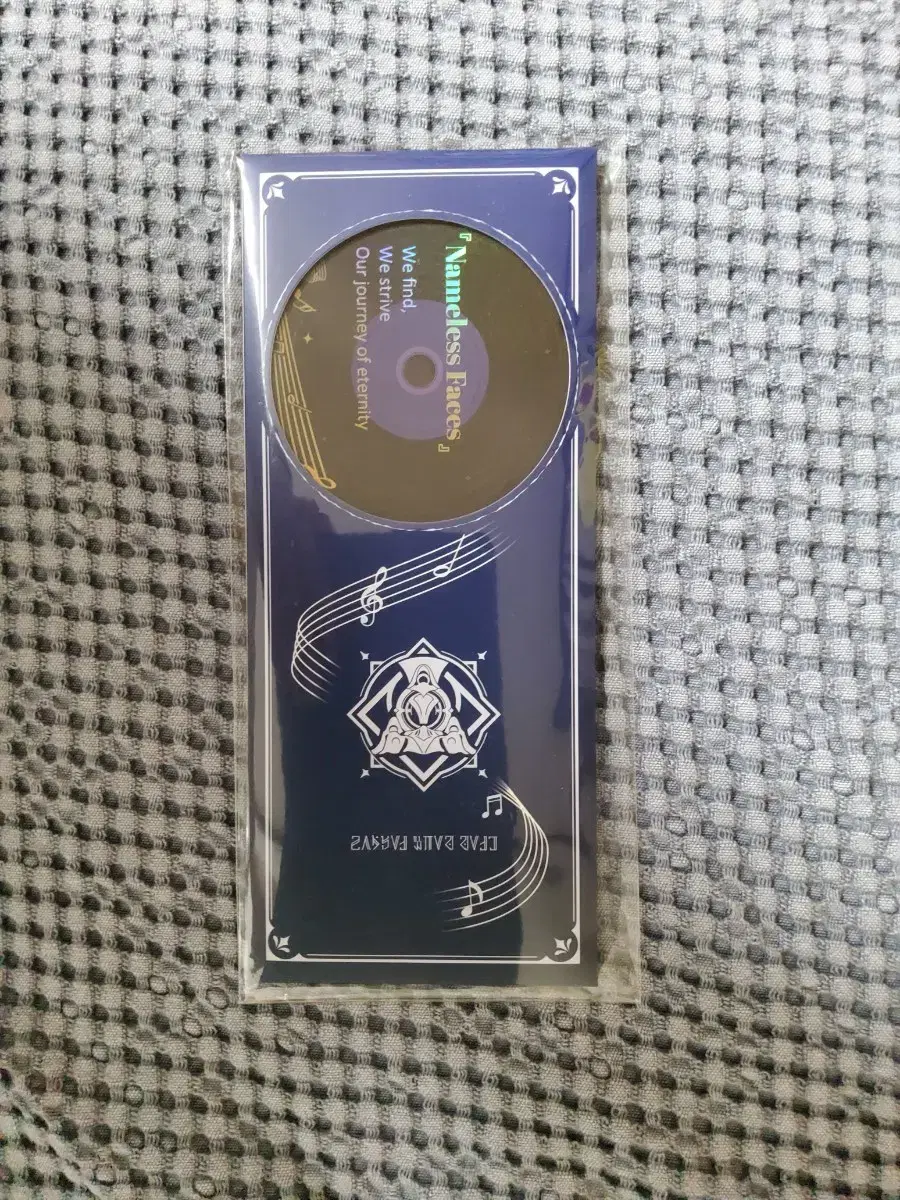 『Nameless Faces』
We find,
We strive
Our journey of eternity